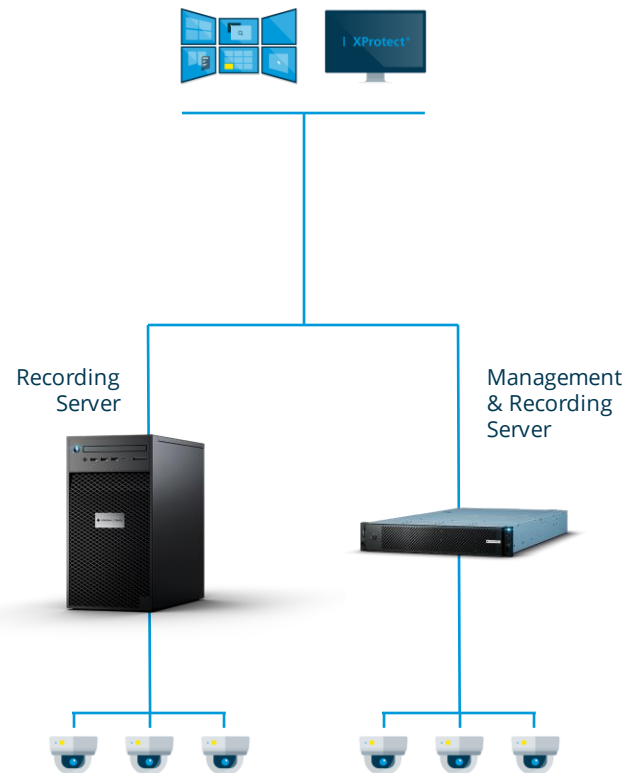 | XProtect®
Recording
Server
Management
& Recording
Server